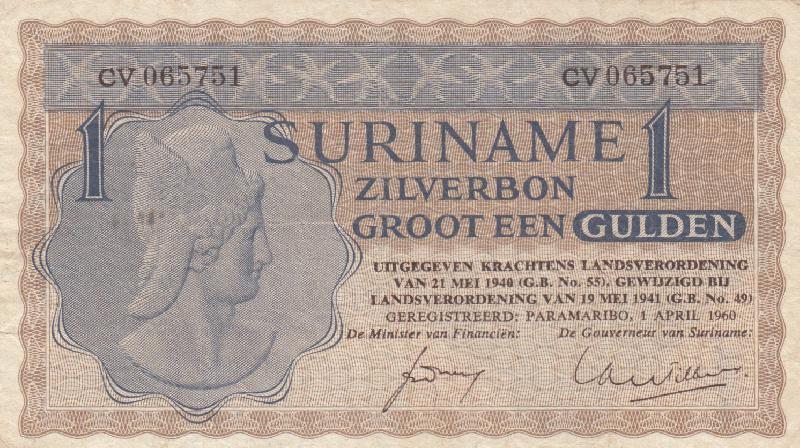 CV 065751 CV 065751
1 SURINAME 1
ZILVERBON
GROOT EEN GULDEN
UITGEGEVEN KRACHTENS LANDSVERORDENING
VAN 21 MEI 1940 (G.B. No. 55), GEWIJZIGD BIJ
LANDSVERORDENING VAN 19 MEI 1941 (G.B. No. 49)
GEREGISTREERD: PARAMARIBO, 1 APRIL 1960
De Minister van Financiën: De Gouverneur van Suriname: